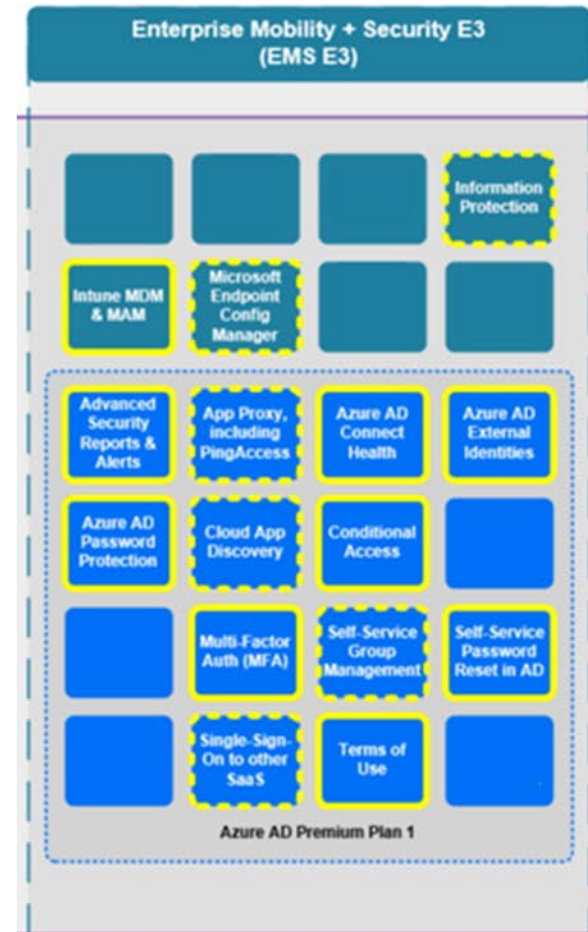 Enterprise Mobility + Security E3
(EMS E3)
Information
Protection
Intune MDM
& MAM
Microsoft
Endpoint
Config
Manager
Advanced
Security
Reports &
Alerts
App Proxy,
including
PingAccess
Azure AD
Connect
Health
Azure AD
External
Identities
Azure AD
Password
Protection
Cloud App
Discovery
Conditional
Access
Multi-Factor
Auth (MFA)
Self-Service
Group
Management
Self-Service
Password
Reset in AD
Single-Sign-
On to other
SaaS
Terms of
Use
Azure AD Premium Plan 1